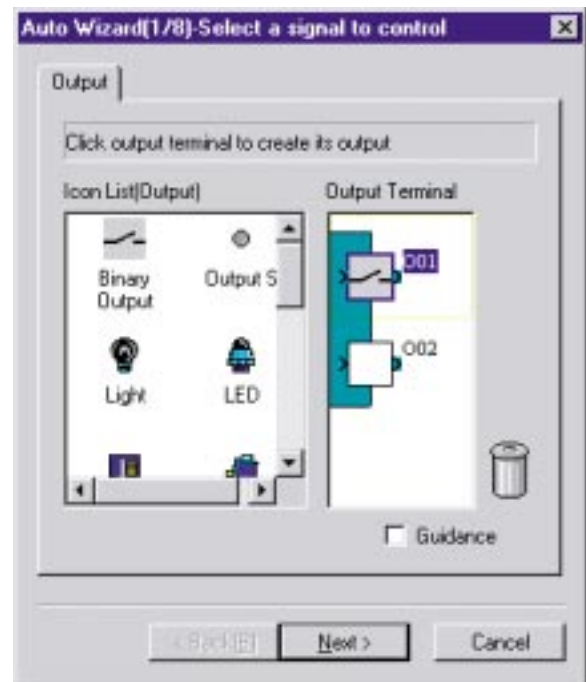 Auto Wizard(1/8)-Select a signal to control
Output
Click output terminal to create its output
Icon List(Output)
Output Terminal
Binary Output
Output S
Light
LED
O01
O02
Guidance
< Back(B)
Next >
Cancel